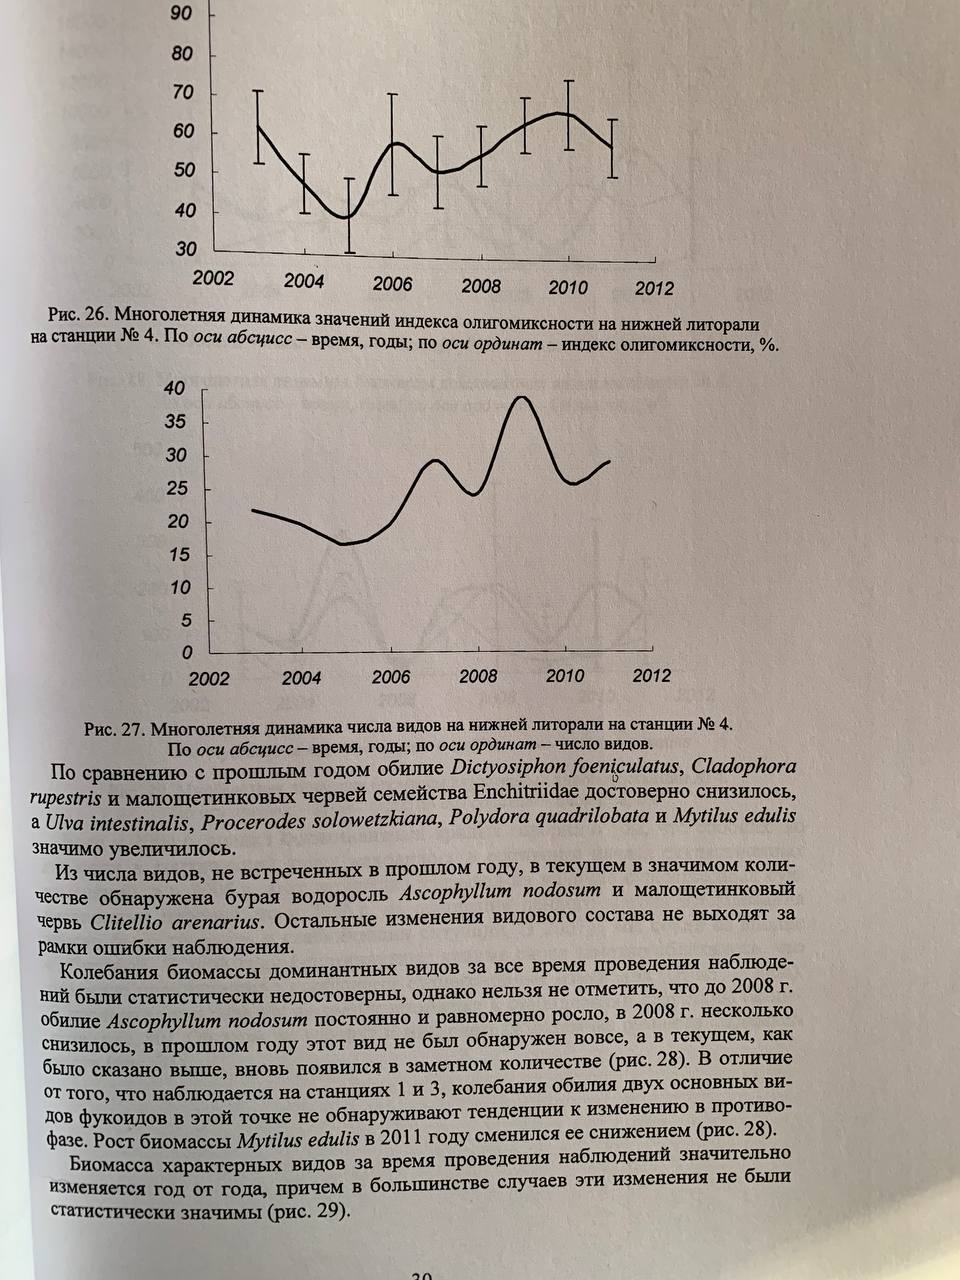 90
80
70
60
50
40
30
2002 2004 2006 2008 2010 2012
Рис. 26. Многолетняя динамика значений индекса олигомиксности на нижней литорали
на станции № 4. По оси абсцисс – время, годы; по оси ординат – индекс олигомиксности, %.
40
35
30
25
20
15
10
5
0
2002 2004 2006 2008 2010 2012
Рис. 27. Многолетняя динамика числа видов на нижней литорали на станции № 4.
По оси абсцисс – время, годы; по оси ординат – число видов.
По сравнению с прошлым годом обилие Dictyosiphon foeniculatus, Cladophora
rupestris и малощетинковых червей семейства Enchitriidae достоверно снизилось,
а Ulva intestinalis, Procerodes solowetzkiana, Polydora quadrilobata и Mytilus edulis
значимо увеличилось.
Из числа видов, не встреченных в прошлом году, в текущем в значимом коли-
честве обнаружена бурая водоросль Ascophyllum nodosum и малощетинковый
червь Clitellio arenarius. Остальные изменения видового состава не выходят за
рамки ошибки наблюдения.
Колебания биомассы доминантных видов за все время проведения наблюде-
ний были статистически недостоверны, однако нельзя не отметить, что до 2008 г.
обилие Ascophyllum nodosum постоянно и равномерно росло, в 2008 г. несколько
снизилось, в прошлом году этот вид не был обнаружен вовсе, а в текущем, как
было сказано выше, вновь появился в заметном количестве (рис. 28). В отличие
от того, что наблюдается на станциях 1 и 3, колебания обилия двух основных ви-
дов фукоидов в этой точке не обнаруживают тенденции к изменению в противо-
фазе. Рост биомассы Mytilus edulis в 2011 году сменился ее снижением (рис. 28).
Биомасса характерных видов за время проведения наблюдений значительно
изменяется год от года, причем в большинстве случаев эти изменения не были
статистически значимы (рис. 29).
30